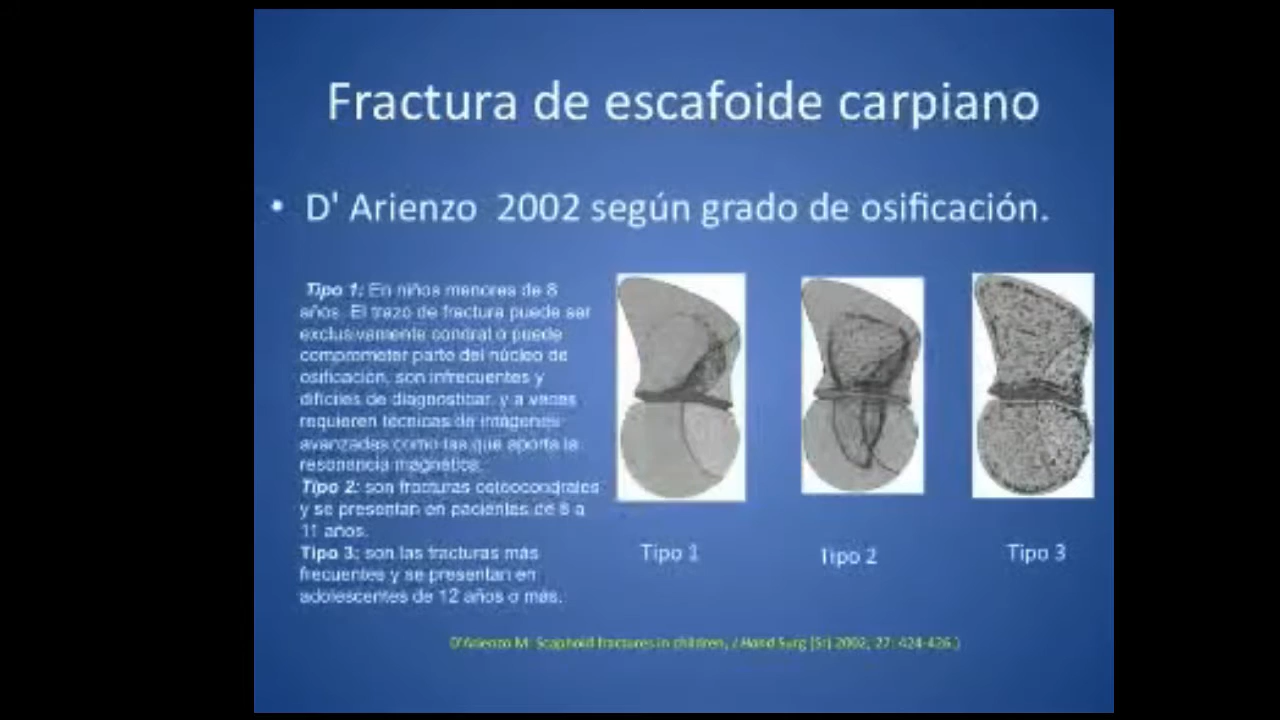 Fractura de escafoide carpiano
• D' Arienzo 2002 según grado de osificación.
Tipo 1: En niños menores de 8
años. El trazo de fractura puede ser
exclusivamente condral o puede
comprometer parte del núcleo de
osificación, son infrecuentes y
difíciles de diagnosticar, y a veces
requieren técnicas de imágenes
avanzadas como las que aporta la
resonancia magnética.
Tipo 2: son fracturas osteocondrales
y se presentan en pacientes de 8 a
11 años.
Tipo 3: son las fracturas más
frecuentes y se presentan en
adolescentes de 12 años o más.
Tipo 1
Tipo 2
Tipo 3
D'Arienzo M. Scaphoid fractures in children, J Hand Surg [Br] 2002; 27: 424-426.)